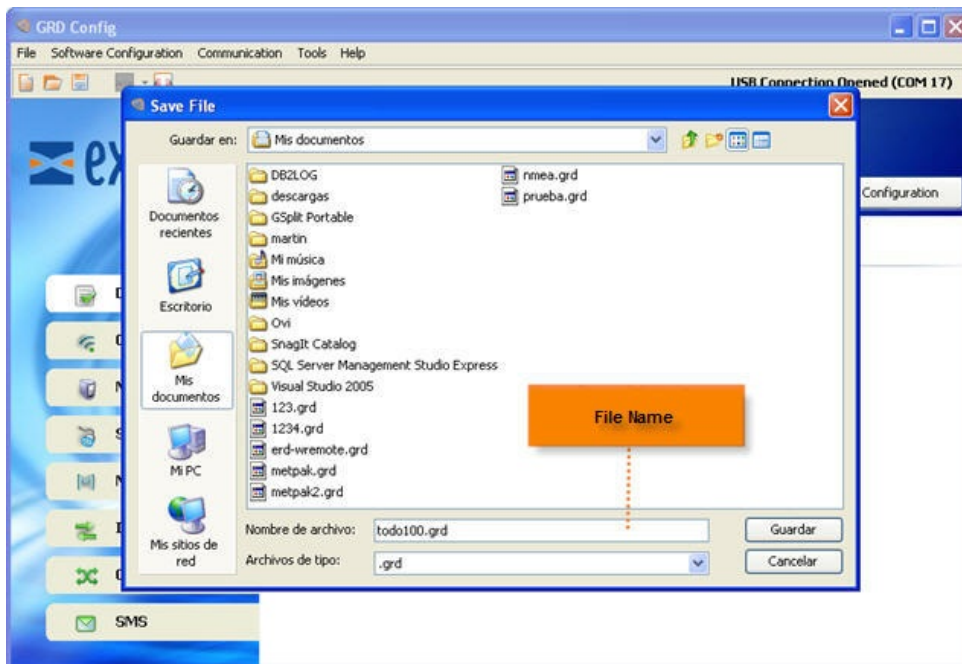 GRD Config
File Software Configuration Communication Tools Help
USB Connection Opened (COM 17)
Save File
Guardar en: Mis documentos
Configuration
Documentos
recientes
Escritorio
Mis
documentos
Mi PC
Mis sitios de
red
DB2LOG
descargas
GSplit Portable
martin
Mi música
Mis imágenes
Mis vídeos
Ovi
SnagIt Catalog
SQL Server Management Studio Express
Visual Studio 2005
123.grd
1234.grd
erd-wremote.grd
metpak.grd
metpak2.grd
nmea.grd
prueba.grd
File Name
Nombre de archivo: todo100.grd Guardar
Archivos de tipo: .grd Cancelar
SMS